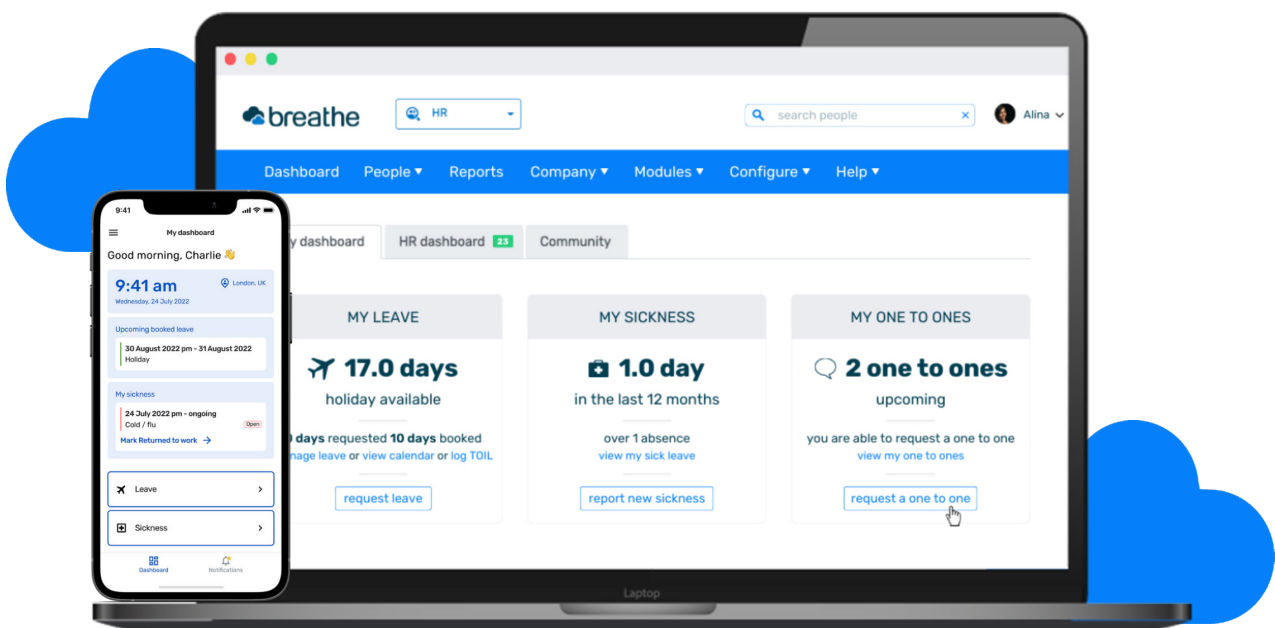 breathe
HR
search people
Alina
Dashboard People Reports Company Modules Configure Help
dashboard HR dashboard 23 Community
MY LEAVE
17.0 days
holiday available
days requested 10 days booked
leave or view calendar or log TOIL
request leave
MY SICKNESS
1.0 day
in the last 12 months
over 1 absence
view my sick leave
report new sickness
MY ONE TO ONES
2 one to ones
upcoming
you are able to request a one to one
view my one to ones
request a one to one
Laptop
9:41
My dashboard
Good morning, Charlie 👋
9:41 am
London, UK
Wednesday, 24 July 2022
Upcoming booked leave
30 August 2022 pm - 31 August 2022
Holiday
My sickness
24 July 2022 pm - ongoing
Cold / flu
Open
Mark Returned to work →
Leave
Sickness
Dashboard Notifications